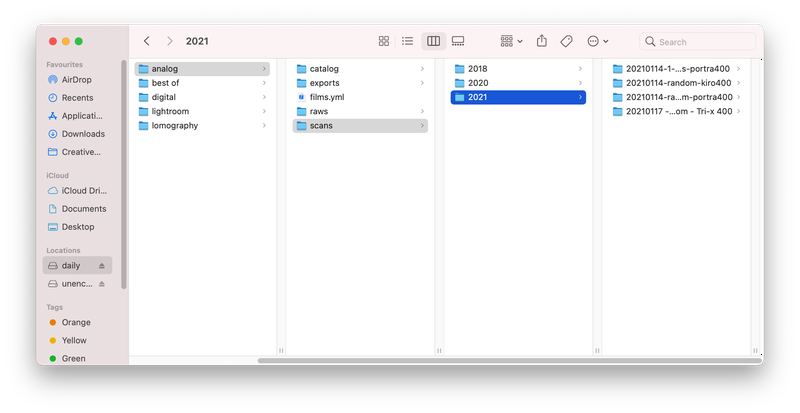 2021
Search
Favourites
AirDrop
Recents
Applicati...
Downloads
Creative...
iCloud
iCloud Dri...
Documents
Desktop
Locations
daily
unenc...
Tags
Orange
Yellow
Green
analog
best of
digital
lightroom
lomography
catalog
exports
films.yml
raws
scans
2018
2020
2021
20210114-1-...s-portra400
20210114-random-kiro400
20210114-ra...m-portra400
20210117 -...om - Tri-x 400